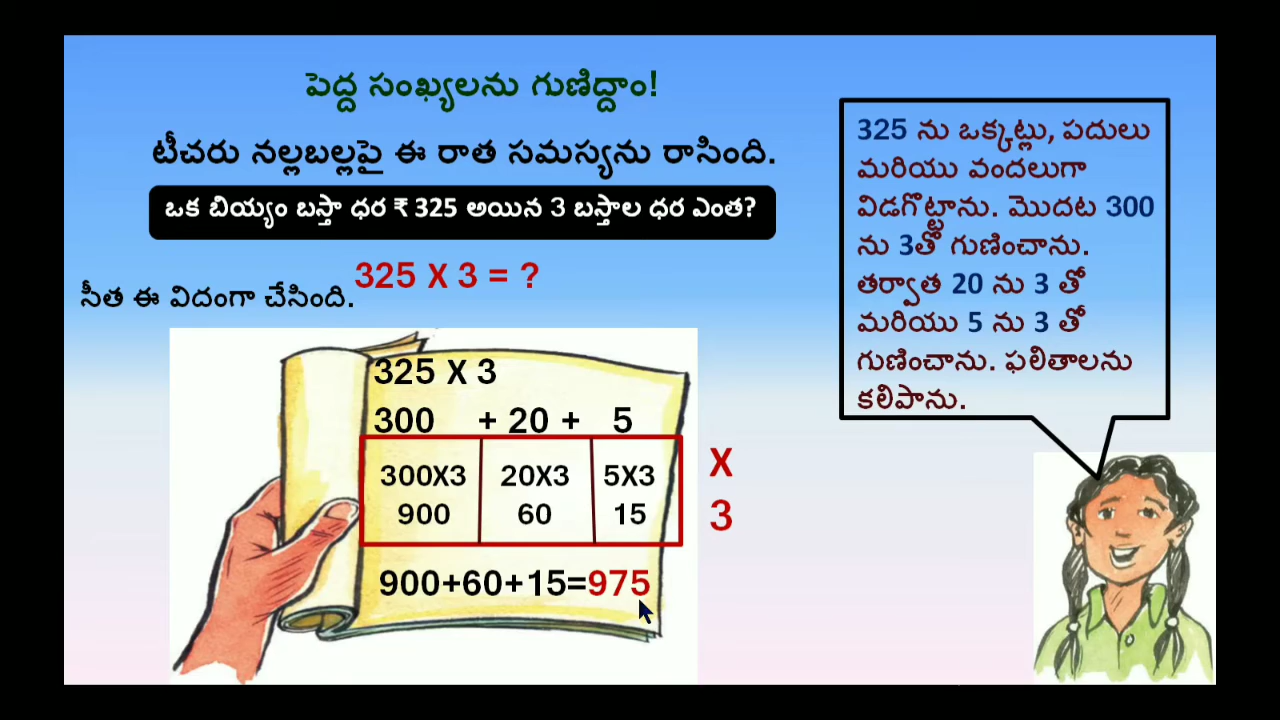 పెద్ద సంఖ్యలను గుణిద్దాం!
టీచరు నల్లబల్లపై ఈ రాత సమస్యను రాసింది.
ఒక బియ్యం బస్తా ధర ₹ 325 అయిన 3 బస్తాల ధర ఎంత?
325 X 3 = ?
సీత ఈ విదంగా చేసింది.
325 X 3
300 + 20 + 5
300X3 20X3 5X3
900 60 15
X
3
900+60+15=975
325 ను ఒక్కట్లు, పదులు
మరియు వందలుగా
విడగొట్టాను. మొదట 300
ను 3తో గుణించాను.
తర్వాత 20 ను 3 తో
మరియు 5 ను 3 తో
గుణించాను. ఫలితాలను
కలిపాను.